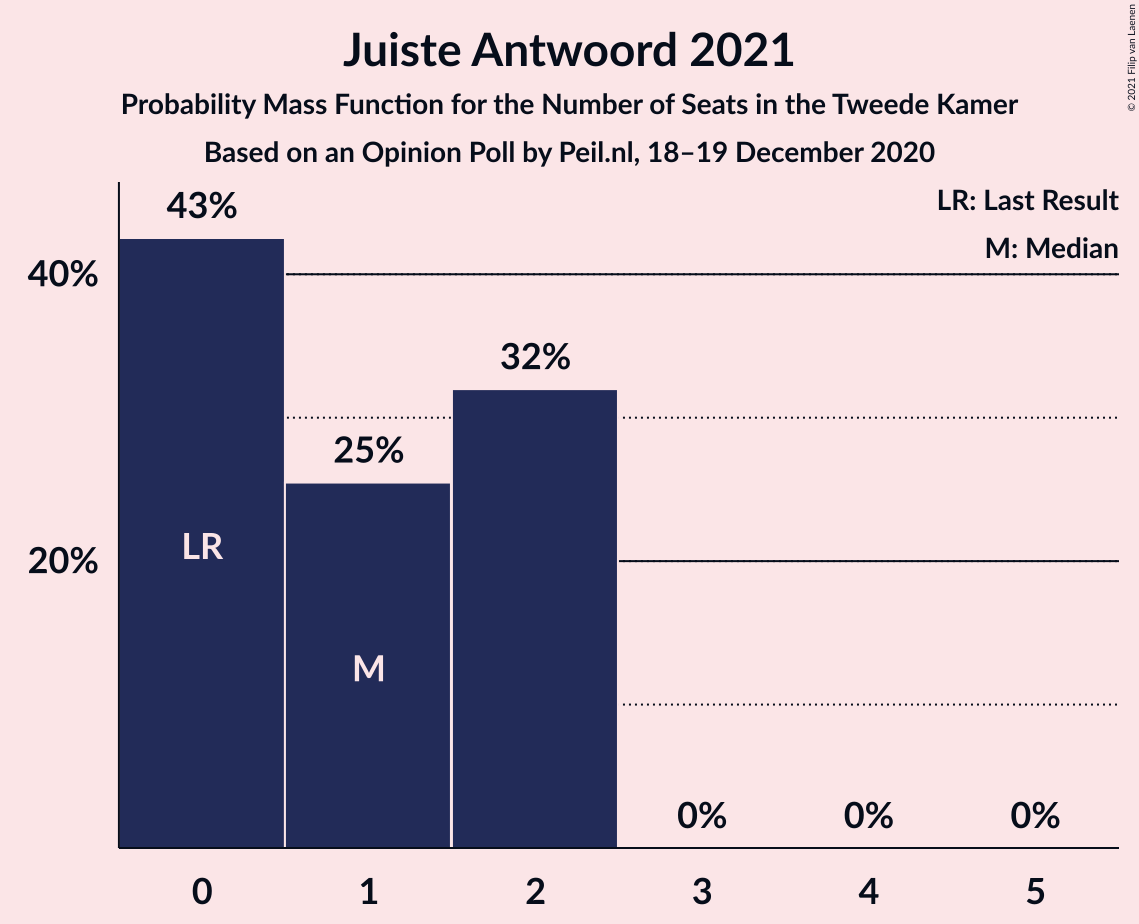 Juiste Antwoord 2021
Probability Mass Function for the Number of Seats in the Tweede Kamer
Based on an Opinion Poll by Peil.nl, 18–19 December 2020
© 2021 Filip van Laenen
LR: Last Result
M: Median
43%
40%
32%
25%
20%
LR
M
0%
0%
0%
0
1
2
3
4
5